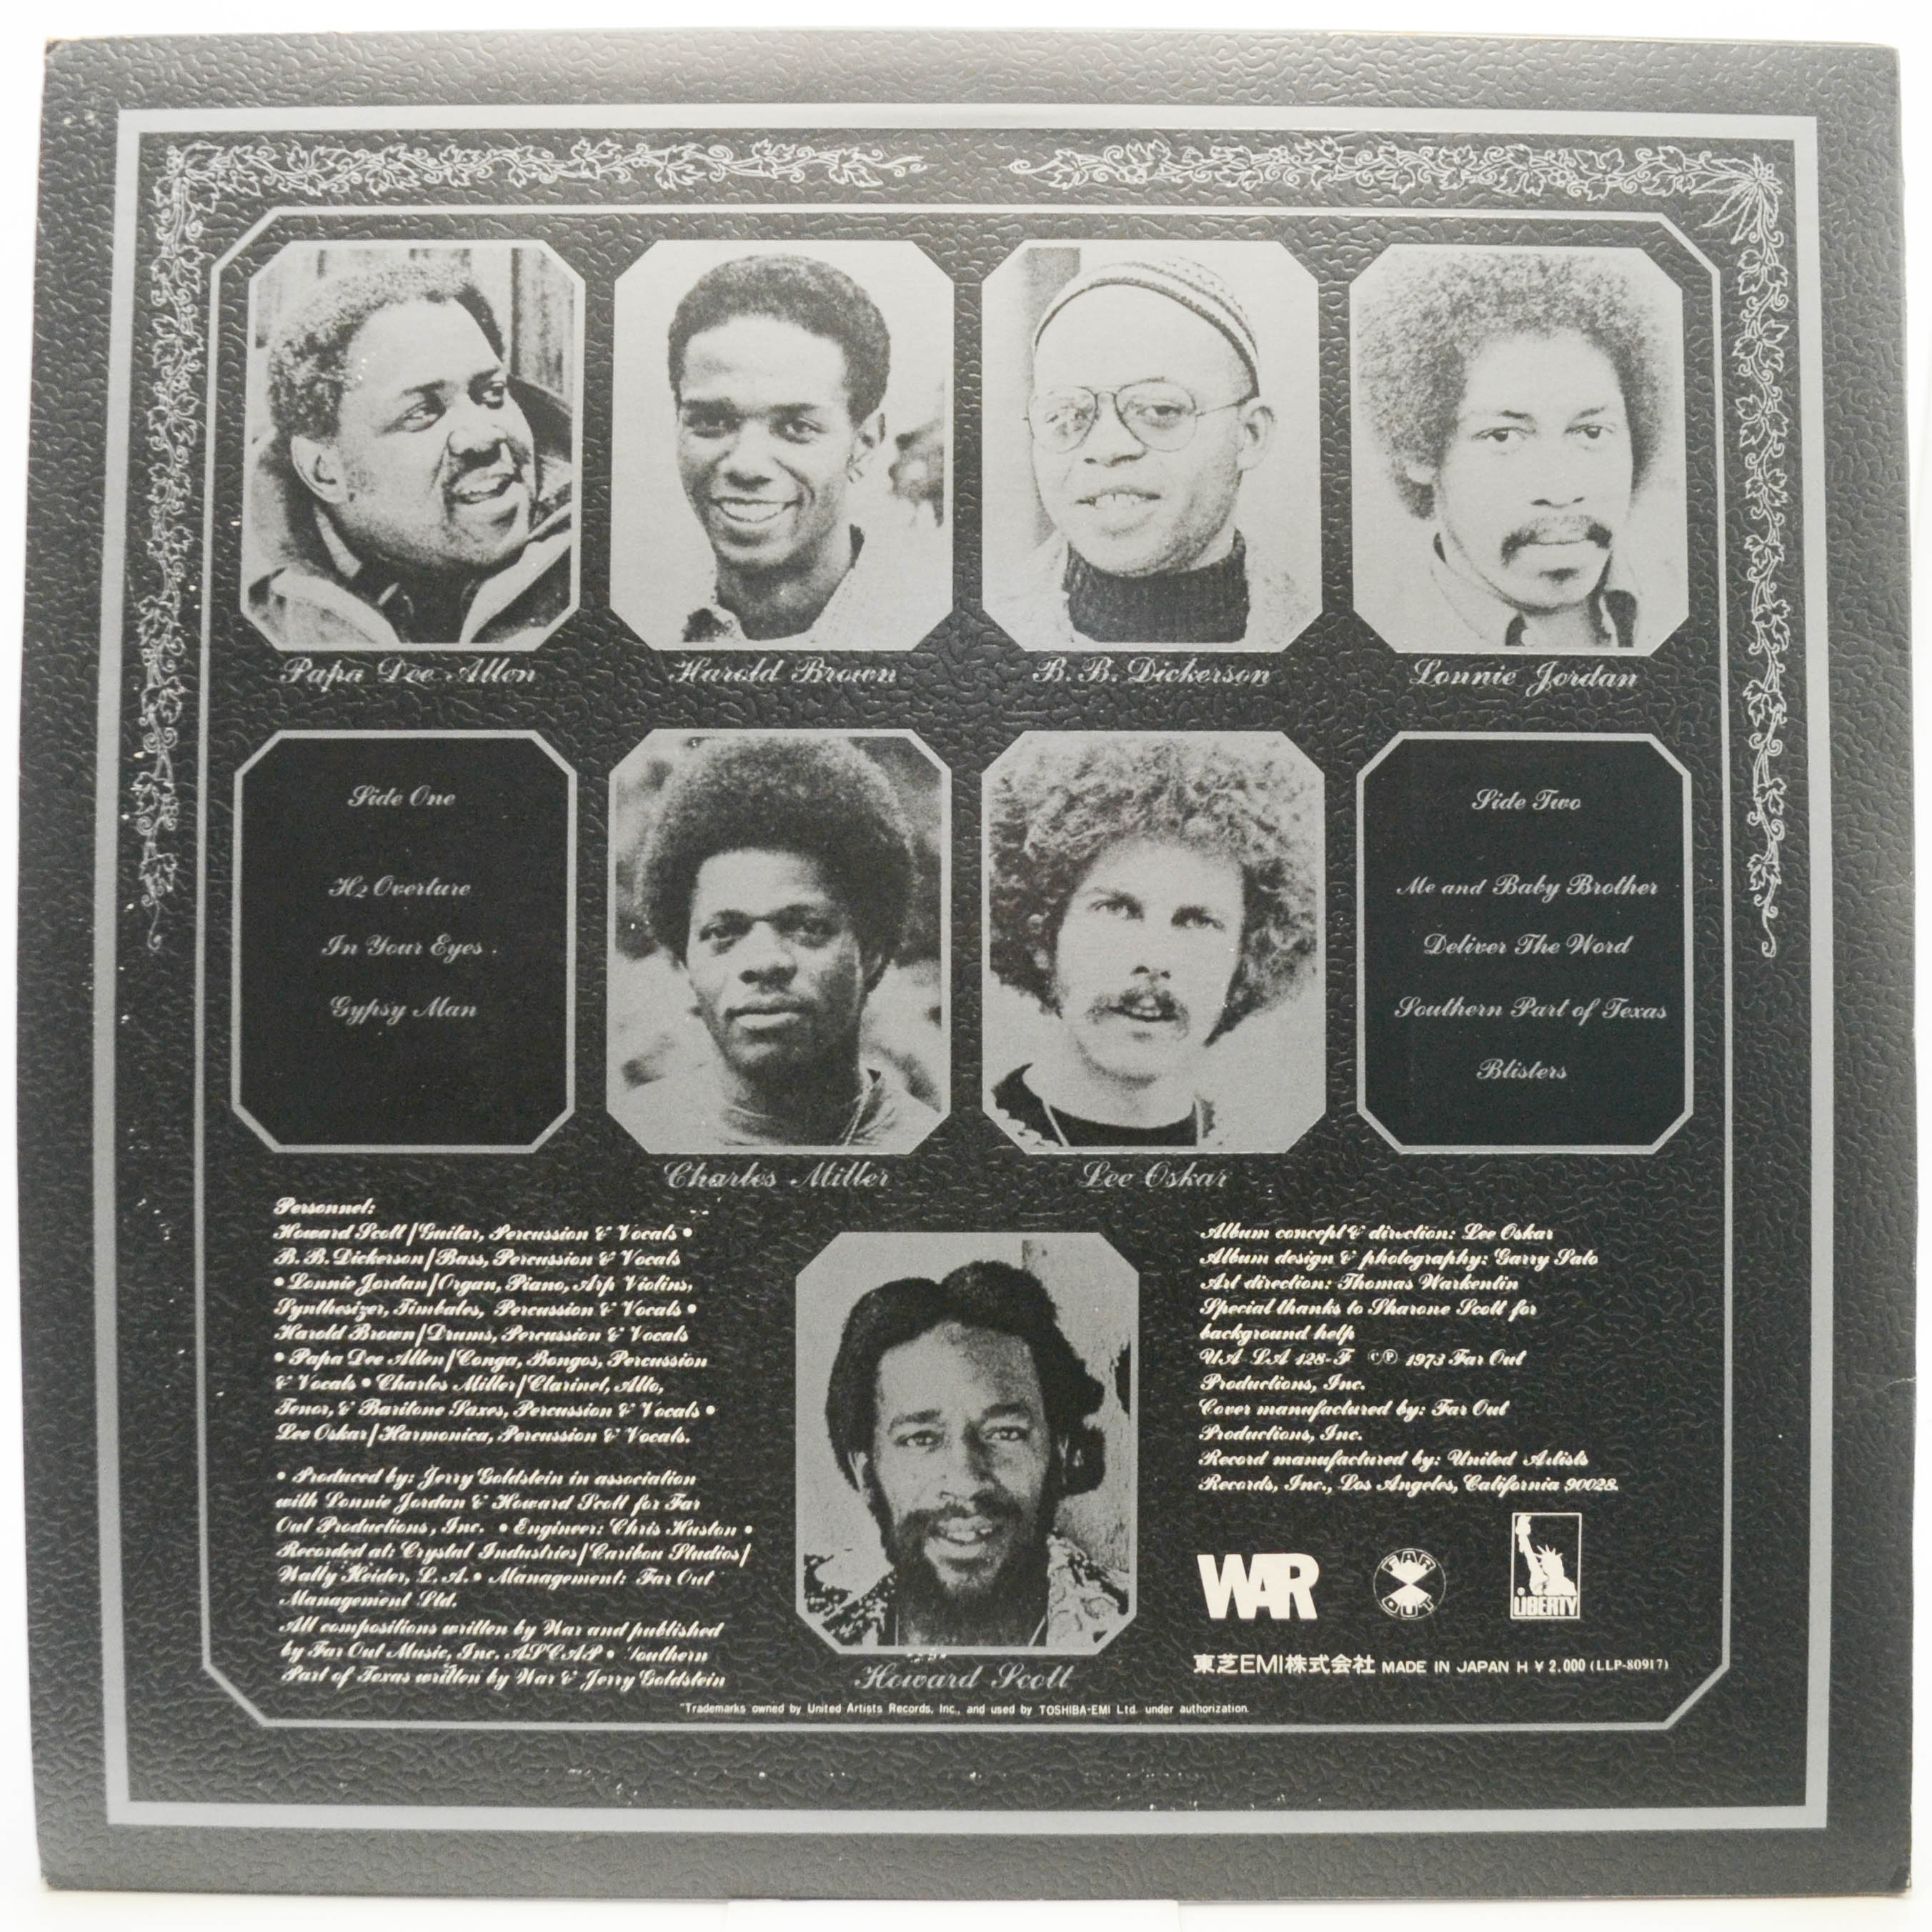 Papa Dee Allen
Harold Brown
B. B. Dickerson
Lonnie Jordan
Side One
H2 Overture
In Your Eyes .
Gypsy Man
Side Two
Me and Baby Brother
Deliver The Word
Southern Part of Texas
Blisters
Charles Miller
Lee Oskar
Personnel:
Howard Scott/Guitar, Percussion & Vocals •
B. B. Dickerson/Bass, Percussion & Vocals
• Lonnie Jordan/Organ, Piano, Arp Violins,
Synthesizer, Timbales, Percussion & Vocals •
Harold Brown/Drums, Percussion & Vocals
• Papa Dee Allen/Conga, Bongos, Percussion
& Vocals • Charles Miller/Clarinet, Alto,
Tenor, & Baritone Saxes, Percussion & Vocals •
Lee Oskar/Harmonica, Percussion & Vocals.
• Produced by: Jerry Goldstein in association
with Lonnie Jordan & Howard Scott for Far
Out Productions, Inc. • Engineer: Chris Huston •
Recorded at: Crystal Industries/Caribou Studios/
Wally Heider, L. A. • Management: Far Out
Management Ltd.
All compositions written by War and published
by Far Out Music, Inc. ASCAP • Southern
Part of Texas written by War & Jerry Goldstein
Howard Scott
Album concept & direction: Lee Oskar
Album design & photography: Garry Sato
Art direction: Thomas Warkentin
Special thanks to Sharone Scott for
background help
UA-LA 128-F ©℗ 1973 Far Out
Productions, Inc.
Cover manufactured by: Far Out
Productions, Inc.
Record manufactured by: United Artists
Records, Inc., Los Angeles, California 90028.
WAR
FAR OUT
LIBERTY
東芝EMI株式会社 MADE IN JAPAN H ¥ 2,000 (LLP-80917)
"Trademarks owned by United Artists Records, Inc., and used by TOSHIBA-EMI Ltd. under authorization.